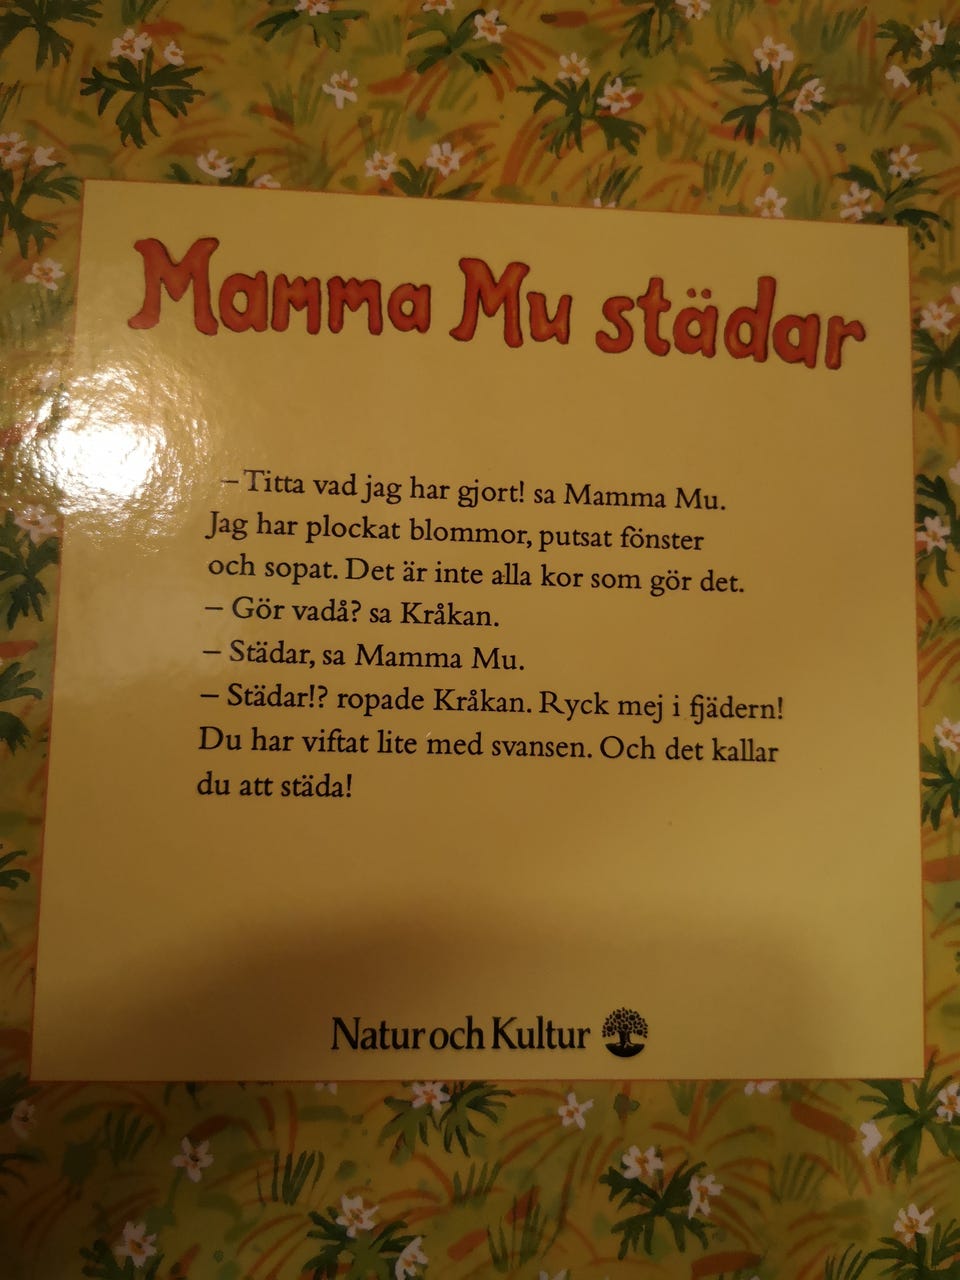 Mamma Mu städar
– Titta vad jag har gjort! sa Mamma Mu.
Jag har plockat blommor, putsat fönster
och sopat. Det är inte alla kor som gör det.
– Gör vadå? sa Kråkan.
– Städar, sa Mamma Mu.
– Städar!? ropade Kråkan. Ryck mej i fjädern!
Du har viftat lite med svansen. Och det kallar
du att städa!
Natur och Kultur